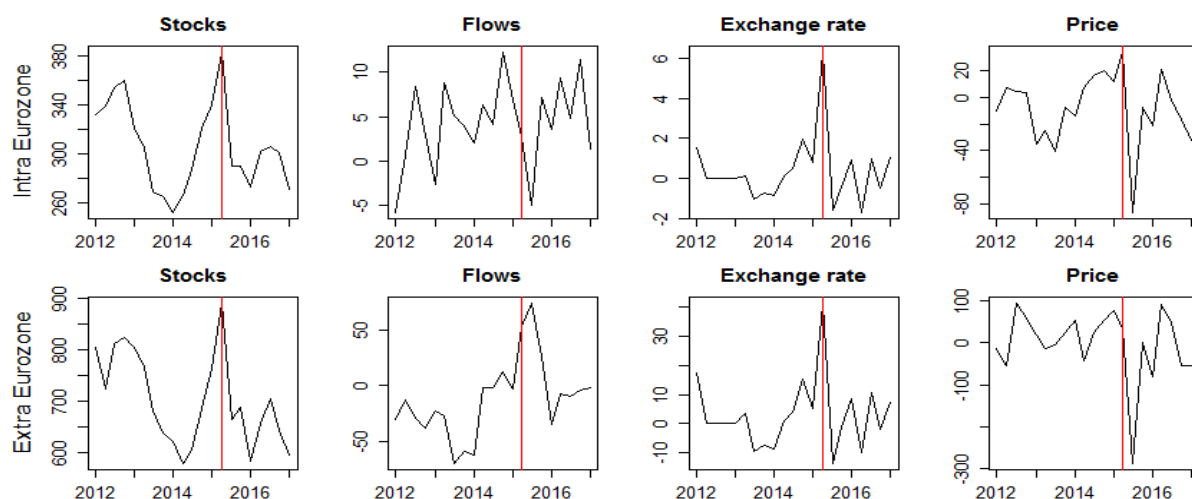 Stocks Flows Exchange rate Price
Intra Eurozone
260 300 340 380
-5 0 5 10
-2 0 2 4 6
-80 -40 0 20
2012 2014 2016 2012 2014 2016 2012 2014 2016 2012 2014 2016
Stocks Flows Exchange rate Price
Extra Eurozone
600 700 800 900
-50 0 50
-10 0 10 30
-300 -100 0 100
2012 2014 2016 2012 2014 2016 2012 2014 2016 2012 2014 2016